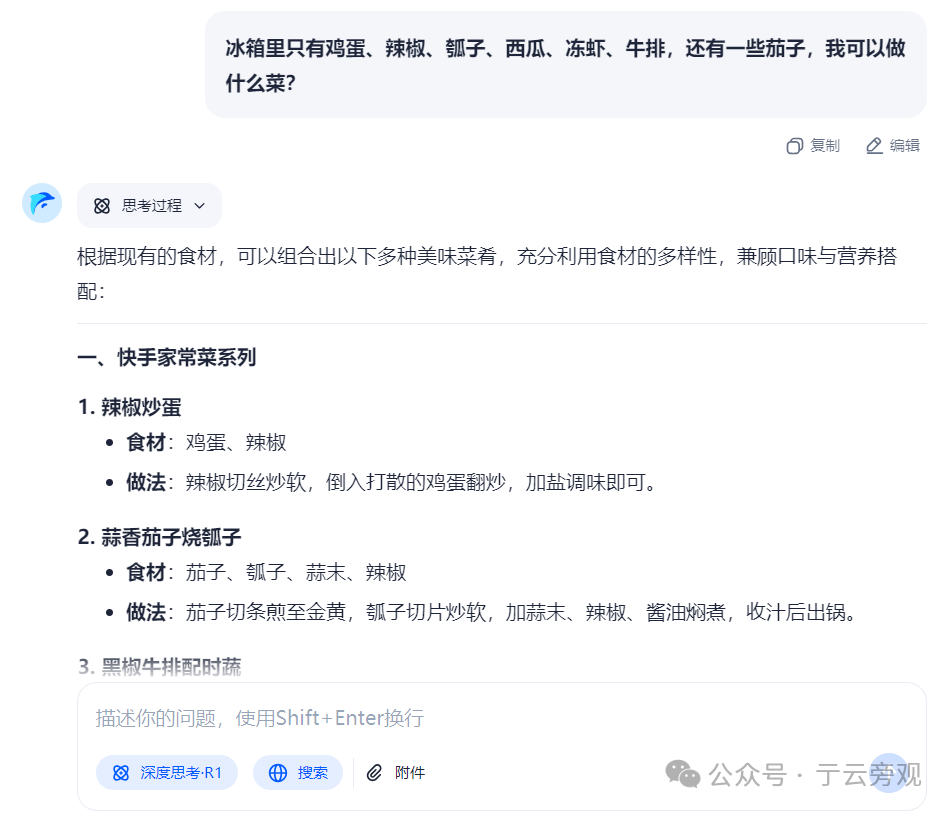 冰箱里只有鸡蛋、辣椒、瓠子、西瓜、冻虾、牛排，还有一些茄子，我可以做
什么菜？
复制 编辑
思考过程
根据现有的食材，可以组合出以下多种美味菜肴，充分利用食材的多样性，兼顾口味与营养搭
配：
一、快手家常菜系列
1. 辣椒炒蛋
• 食材：鸡蛋、辣椒
• 做法：辣椒切丝炒软，倒入打散的鸡蛋翻炒，加盐调味即可。
2. 蒜香茄子烧瓠子
• 食材：茄子、瓠子、蒜末、辣椒
• 做法：茄子切条煎至金黄，瓠子切片炒软，加蒜末、辣椒、酱油焖煮，收汁后出锅。
3. 黑椒牛排配时蔬
描述你的问题，使用Shift+Enter换行
深度思考·R1 搜索 附件
公众号 · 亍云旁观